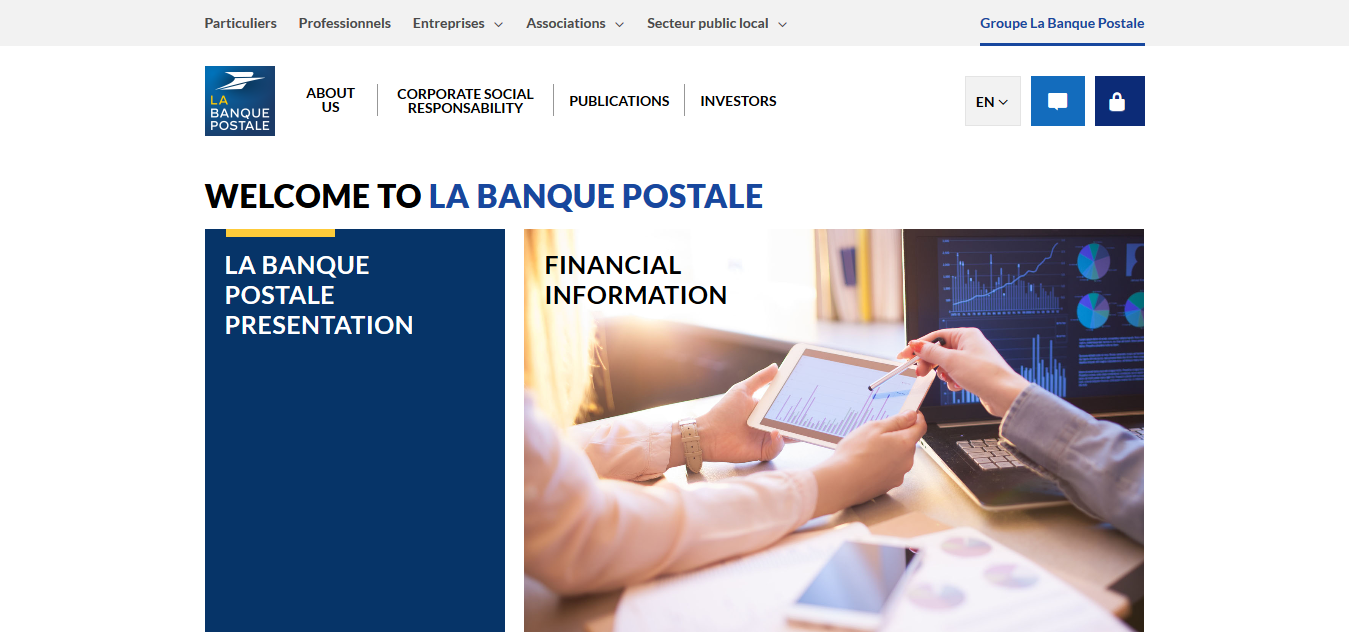 Particuliers Professionnels Entreprises Associations Secteur public local Groupe La Banque Postale
LA
BANQUE
POSTALE
ABOUT
US
CORPORATE SOCIAL
RESPONSABILITY
PUBLICATIONS
INVESTORS
EN
WELCOME TO LA BANQUE POSTALE
LA BANQUE
POSTALE
PRESENTATION
FINANCIAL
INFORMATION